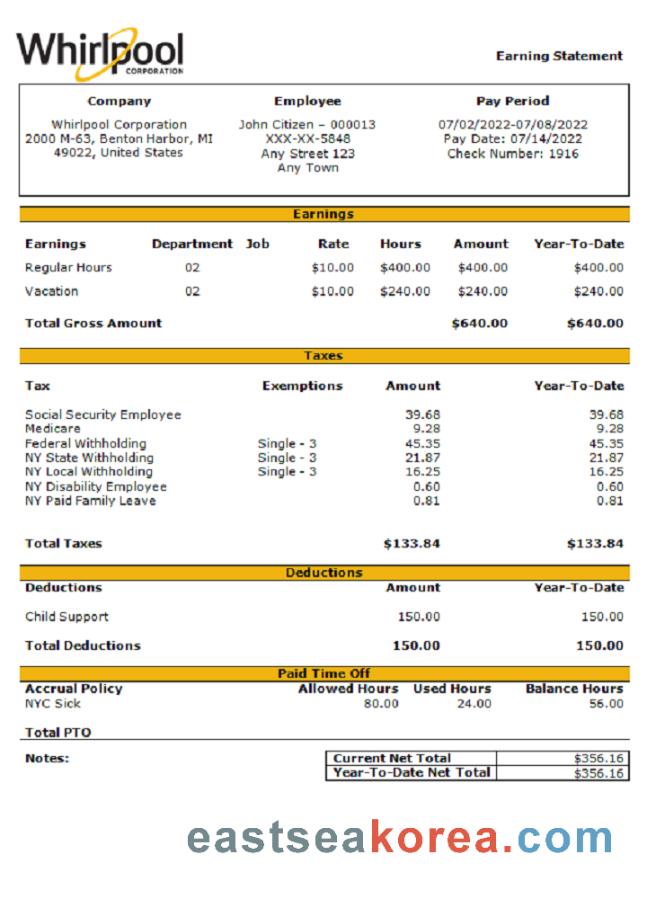 Whirlpool
CORPORATION
Earning Statement
Company Employee Pay Period
Whirlpool Corporation John Citizen – 000013 07/02/2022-07/08/2022
2000 M-63, Benton Harbor, MI XXX-XX-5848 Pay Date: 07/14/2022
49022, United States Any Street 123 Check Number: 1916
Any Town
Earnings
Earnings Department Job Rate Hours Amount Year-To-Date
Regular Hours 02 $10.00 $400.00 $400.00 $400.00
Vacation 02 $10.00 $240.00 $240.00 $240.00
Total Gross Amount $640.00 $640.00
Taxes
Tax Exemptions Amount Year-To-Date
Social Security Employee 39.68 39.68
Medicare 9.28 9.28
Federal Withholding Single - 3 45.35 45.35
NY State Withholding Single - 3 21.87 21.87
NY Local Withholding Single - 3 16.25 16.25
NY Disability Employee 0.60 0.60
NY Paid Family Leave 0.81 0.81
Total Taxes $133.84 $133.84
Deductions
Deductions Amount Year-To-Date
Child Support 150.00 150.00
Total Deductions 150.00 150.00
Paid Time Off
Accrual Policy Allowed Hours Used Hours Balance Hours
NYC Sick 80.00 24.00 56.00
Total PTO
Notes: Current Net Total $356.16
Year-To-Date Net Total $356.16
eastseakorea.com